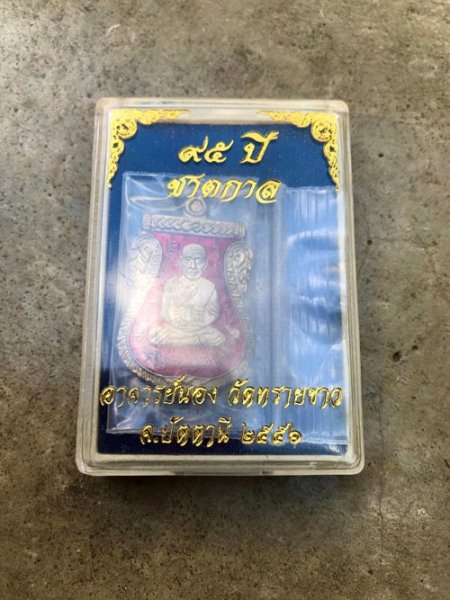 ๙๕ ปี
ชาตกาล
อาจารย์นอง วัดทรายขาว
จ.ปัตตานี ๒๕๕๖